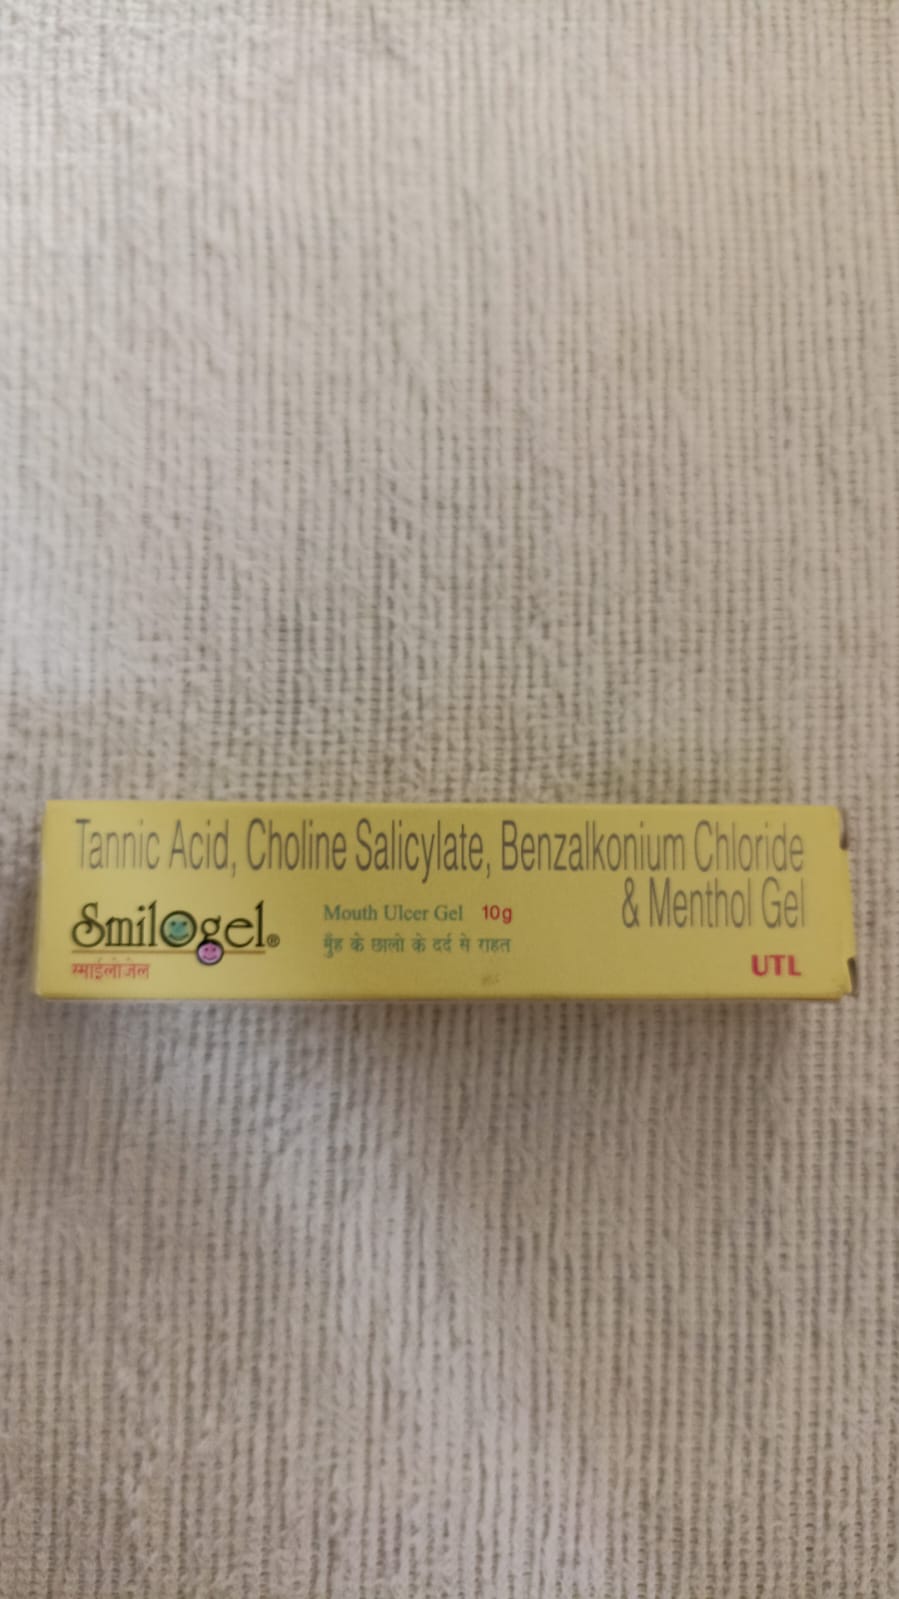 Tannic Acid, Choline Salicylate, Benzalkonium Chloride
& Menthol Gel
Smilogel®
स्माईलोजेल
Mouth Ulcer Gel 10g
मुँह के छालो के दर्द से राहत
UTL